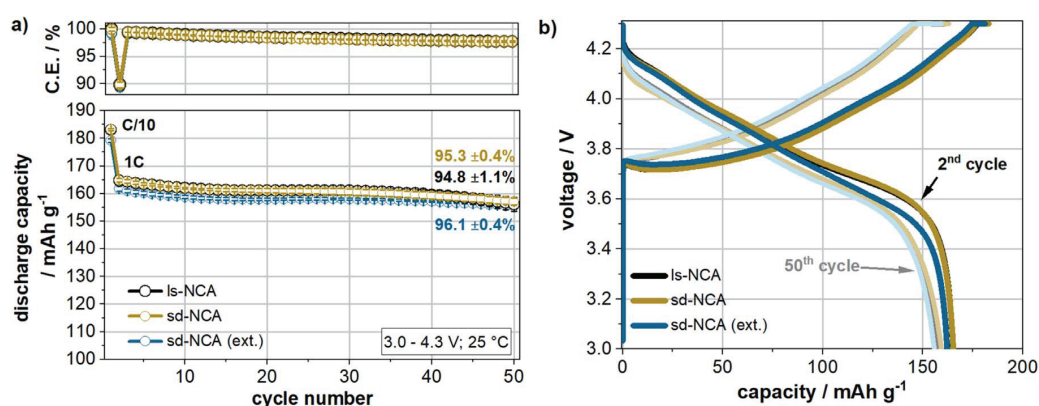 a)
C.E. / %
100
95
90
190
180
170
160
150
140
130
120
110
100
discharge capacity
/ mAh g-1
C/10
1C
95.3 ±0.4%
94.8 ±1.1%
96.1 ±0.4%
ls-NCA
sd-NCA
sd-NCA (ext.)
3.0 - 4.3 V; 25 °C
10
20
30
40
50
cycle number
b)
voltage / V
4.2
4.0
3.8
3.6
3.4
3.2
3.0
2nd cycle
50th cycle
ls-NCA
sd-NCA
sd-NCA (ext.)
0
50
100
150
200
capacity / mAh g-1